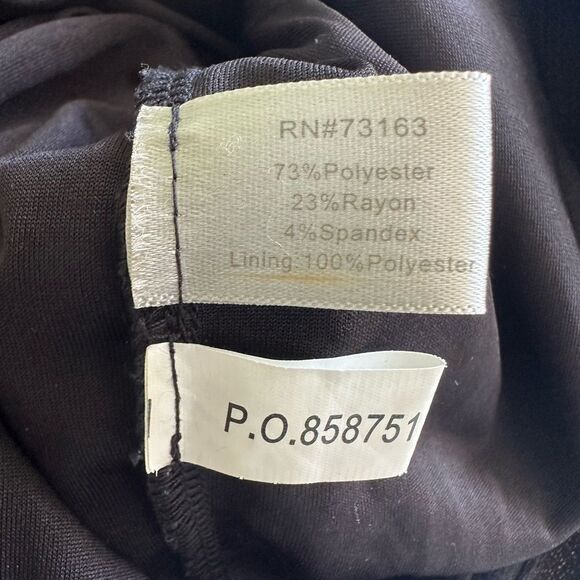 RN#73163
73%Polyester
23%Rayon
4%Spandex
Lining:100%Polyester
P.O.858751